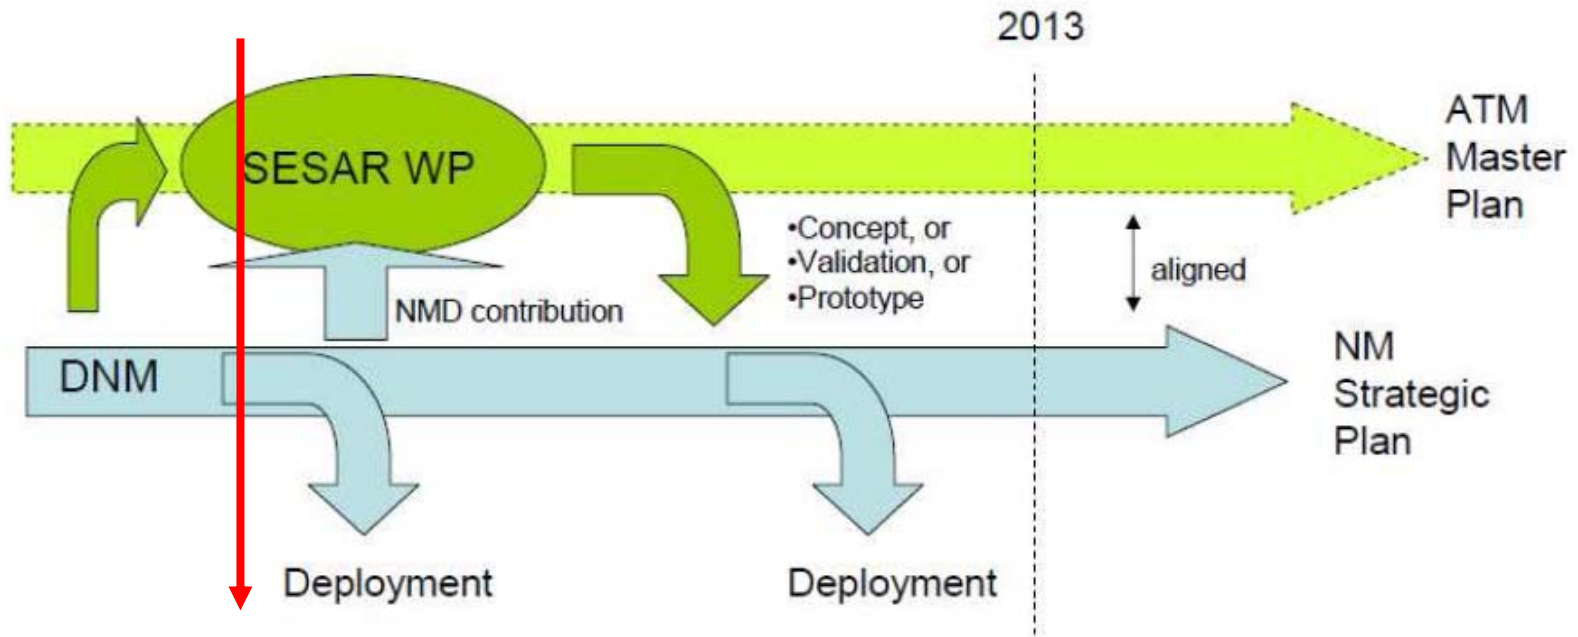 2013
ATM
Master
Plan
SESAR WP
•Concept, or
•Validation, or
•Prototype
aligned
NMD contribution
DNM
NM
Strategic
Plan
Deployment
Deployment